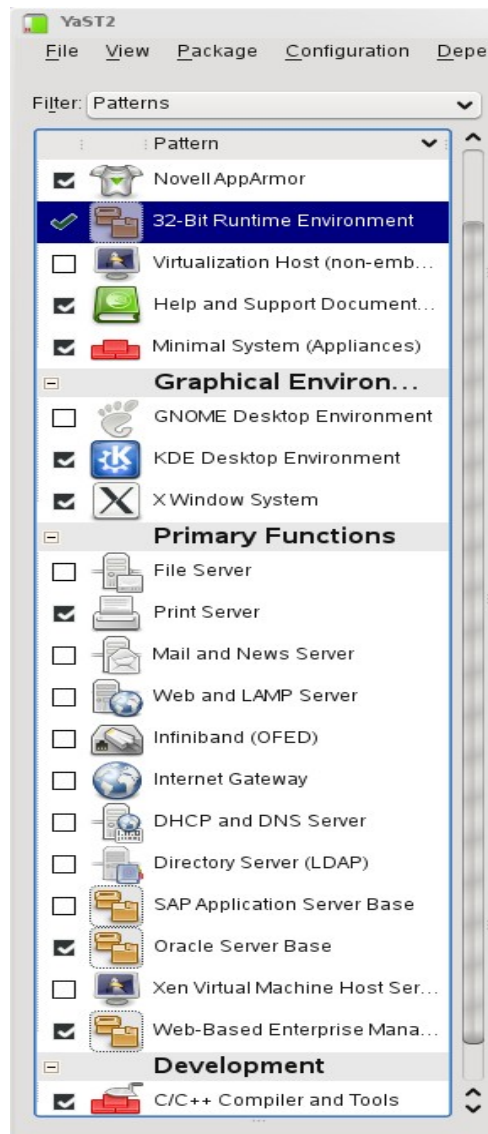 YaST2
File View Package Configuration Depe
Filter: Patterns
Pattern
Novell AppArmor
32-Bit Runtime Environment
Virtualization Host (non-emb...
Help and Support Document...
Minimal System (Appliances)
Graphical Environ...
GNOME Desktop Environment
KDE Desktop Environment
X Window System
Primary Functions
File Server
Print Server
Mail and News Server
Web and LAMP Server
Infiniband (OFED)
Internet Gateway
DHCP and DNS Server
Directory Server (LDAP)
SAP Application Server Base
Oracle Server Base
Xen Virtual Machine Host Ser...
Web-Based Enterprise Mana...
Development
C/C++ Compiler and Tools